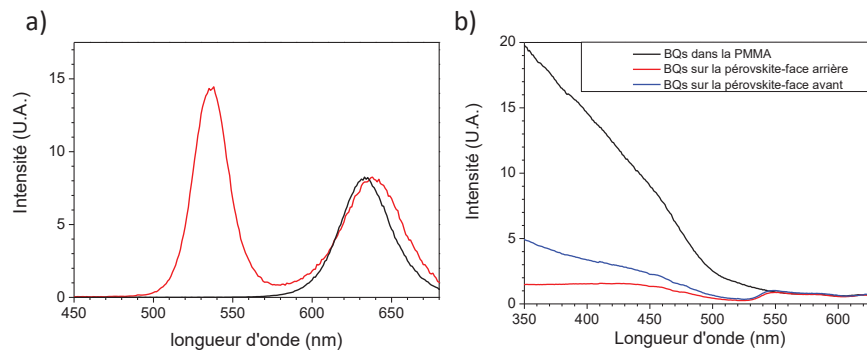 a)
15
10
5
0
Intensité (U.A.)
450 500 550 600 650
longueur d'onde (nm)
b)
BQs dans la PMMA
BQs sur la pérovskite-face arrière
BQs sur la pérovskite-face avant
20
15
10
5
0
Intensité (U.A.)
350 400 450 500 550 600
Longueur d'onde (nm)